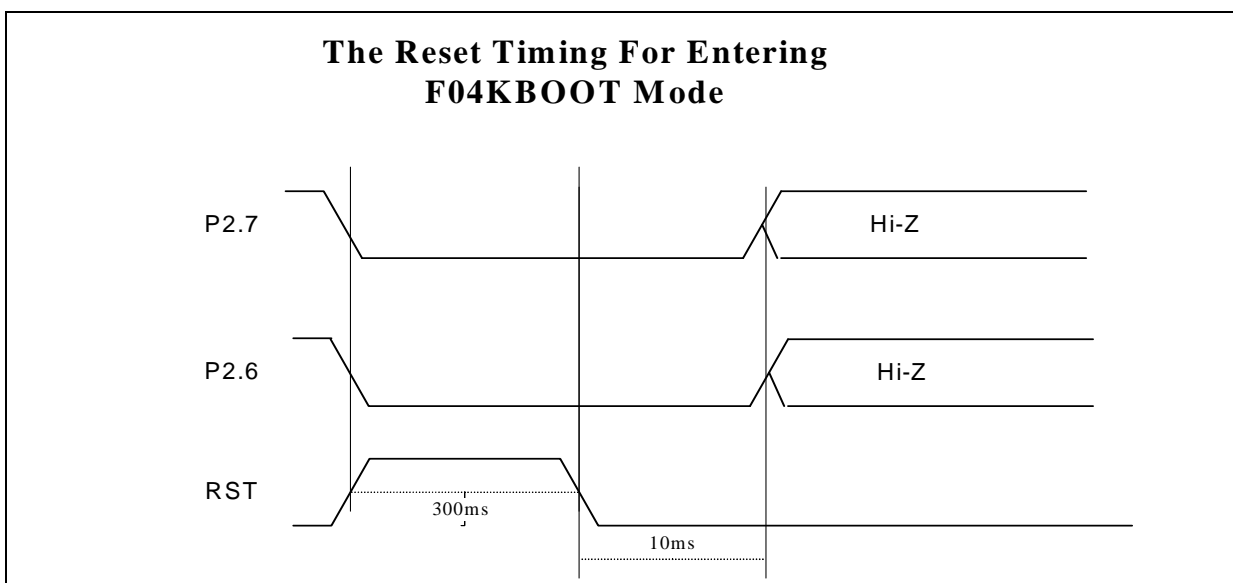 The Reset Timing For Entering
F04KBOOT Mode
P2.7
Hi-Z
P2.6
Hi-Z
RST
300ms
10ms